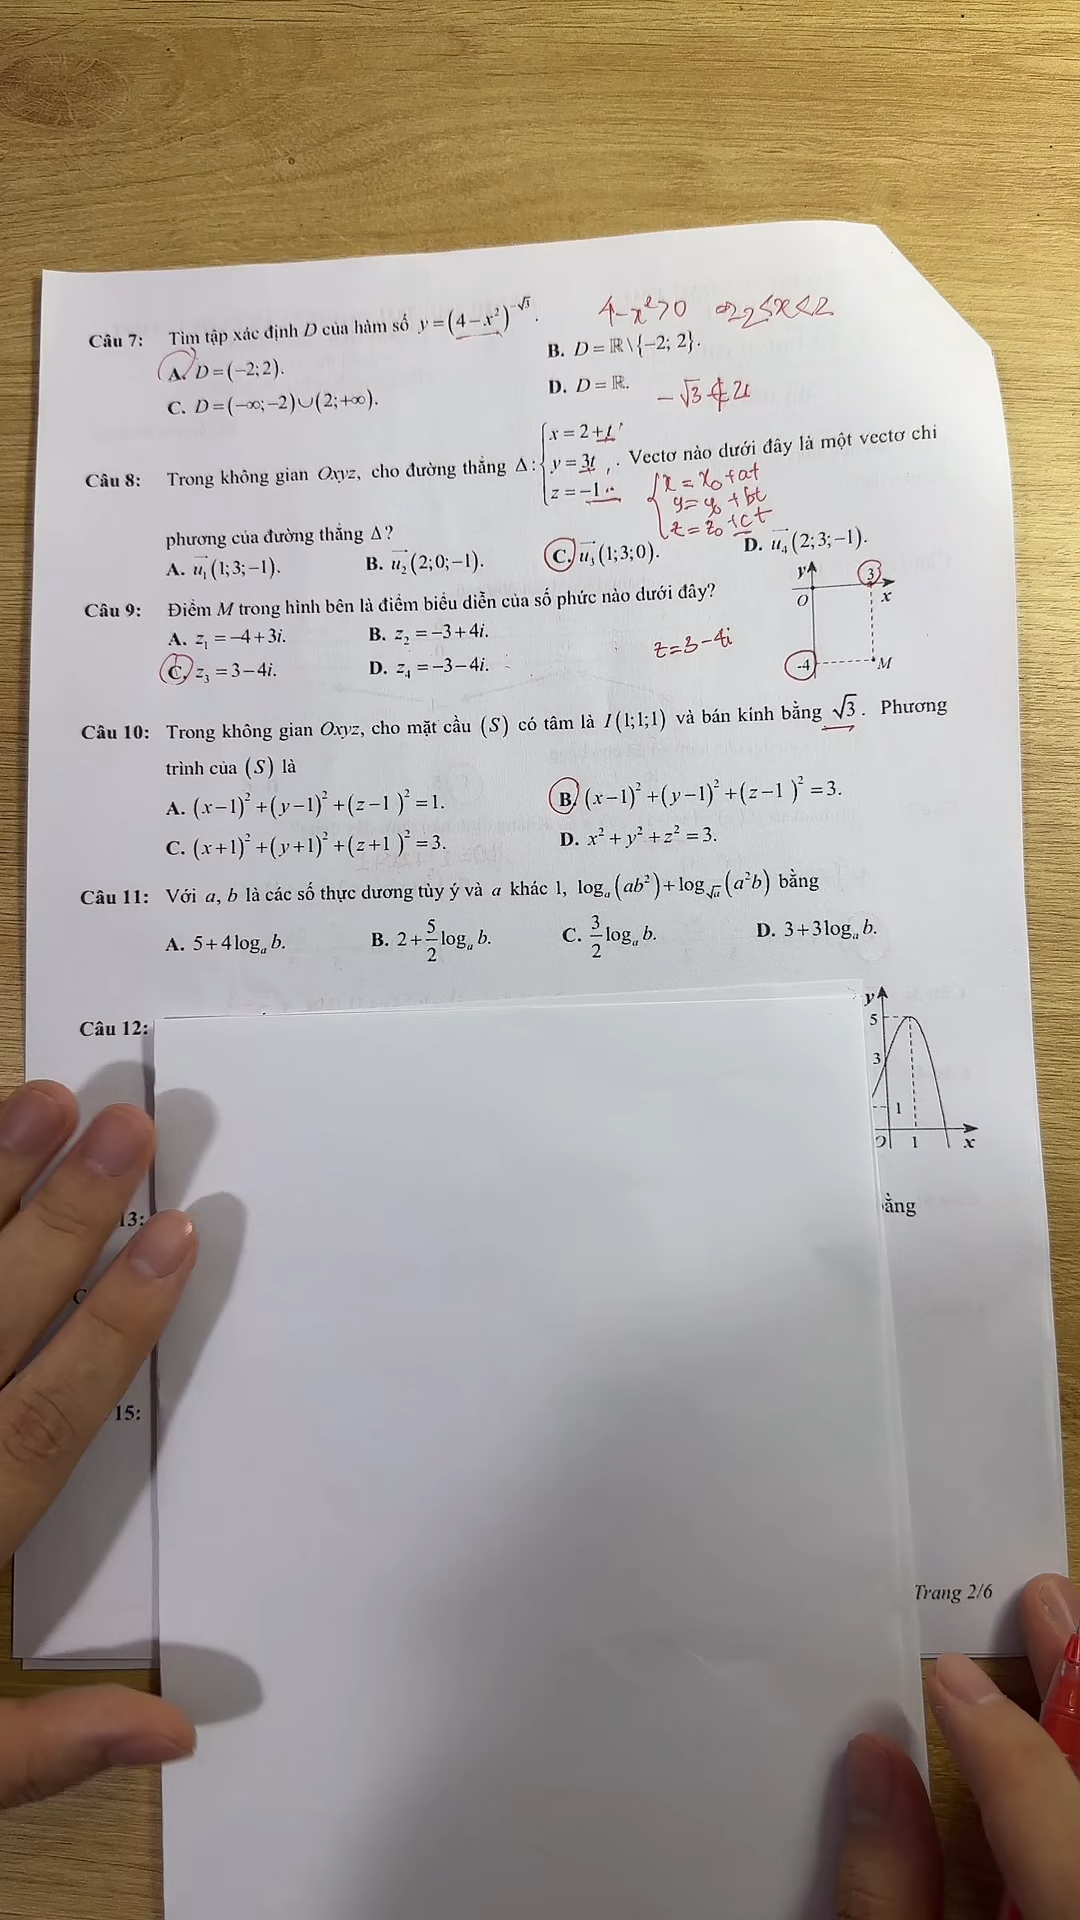 Câu 7: Tìm tập xác định D của hàm số y = (4 − x²)^{−√3}.
4 − x² > 0 ⇔ −2 < x < 2
A. D = (−2; 2).
B. D = ℝ \ {−2; 2}.
C. D = (−∞; −2) ∪ (2; +∞).
D. D = ℝ.
−√3 ∉ ℤ
Câu 8: Trong không gian Oxyz, cho đường thẳng Δ: { x = 2 + t, y = 3t, z = −1 . Vectơ nào dưới đây là một vectơ chỉ
{ x = x₀ + at
y = y₀ + bt
z = z₀ + ct
phương của đường thẳng Δ?
A. u₁ (1; 3; −1).
B. u₂ (2; 0; −1).
C. u₃ (1; 3; 0).
D. u₄ (2; 3; −1).
Câu 9: Điểm M trong hình bên là điểm biểu diễn của số phức nào dưới đây?
A. z₁ = −4 + 3i.
B. z₂ = −3 + 4i.
C. z₃ = 3 − 4i.
D. z₄ = −3 − 4i.
z = 3 − 4i
y
3
O
x
-4
M
Câu 10: Trong không gian Oxyz, cho mặt cầu (S) có tâm là I(1;1;1) và bán kính bằng √3. Phương
trình của (S) là
A. (x−1)² + (y−1)² + (z−1)² = 1.
B. (x−1)² + (y−1)² + (z−1)² = 3.
C. (x+1)² + (y+1)² + (z+1)² = 3.
D. x² + y² + z² = 3.
Câu 11: Với a, b là các số thực dương tùy ý và a khác 1, logₐ(ab²) + log_{√a}(a²b) bằng
A. 5 + 4logₐ b.
B. 2 + 5/2 logₐ b.
C. 3/2 logₐ b.
D. 3 + 3logₐ b.
Câu 12:
y
5
3
1
O
1
x
13:
ằng
C
15:
Trang 2/6